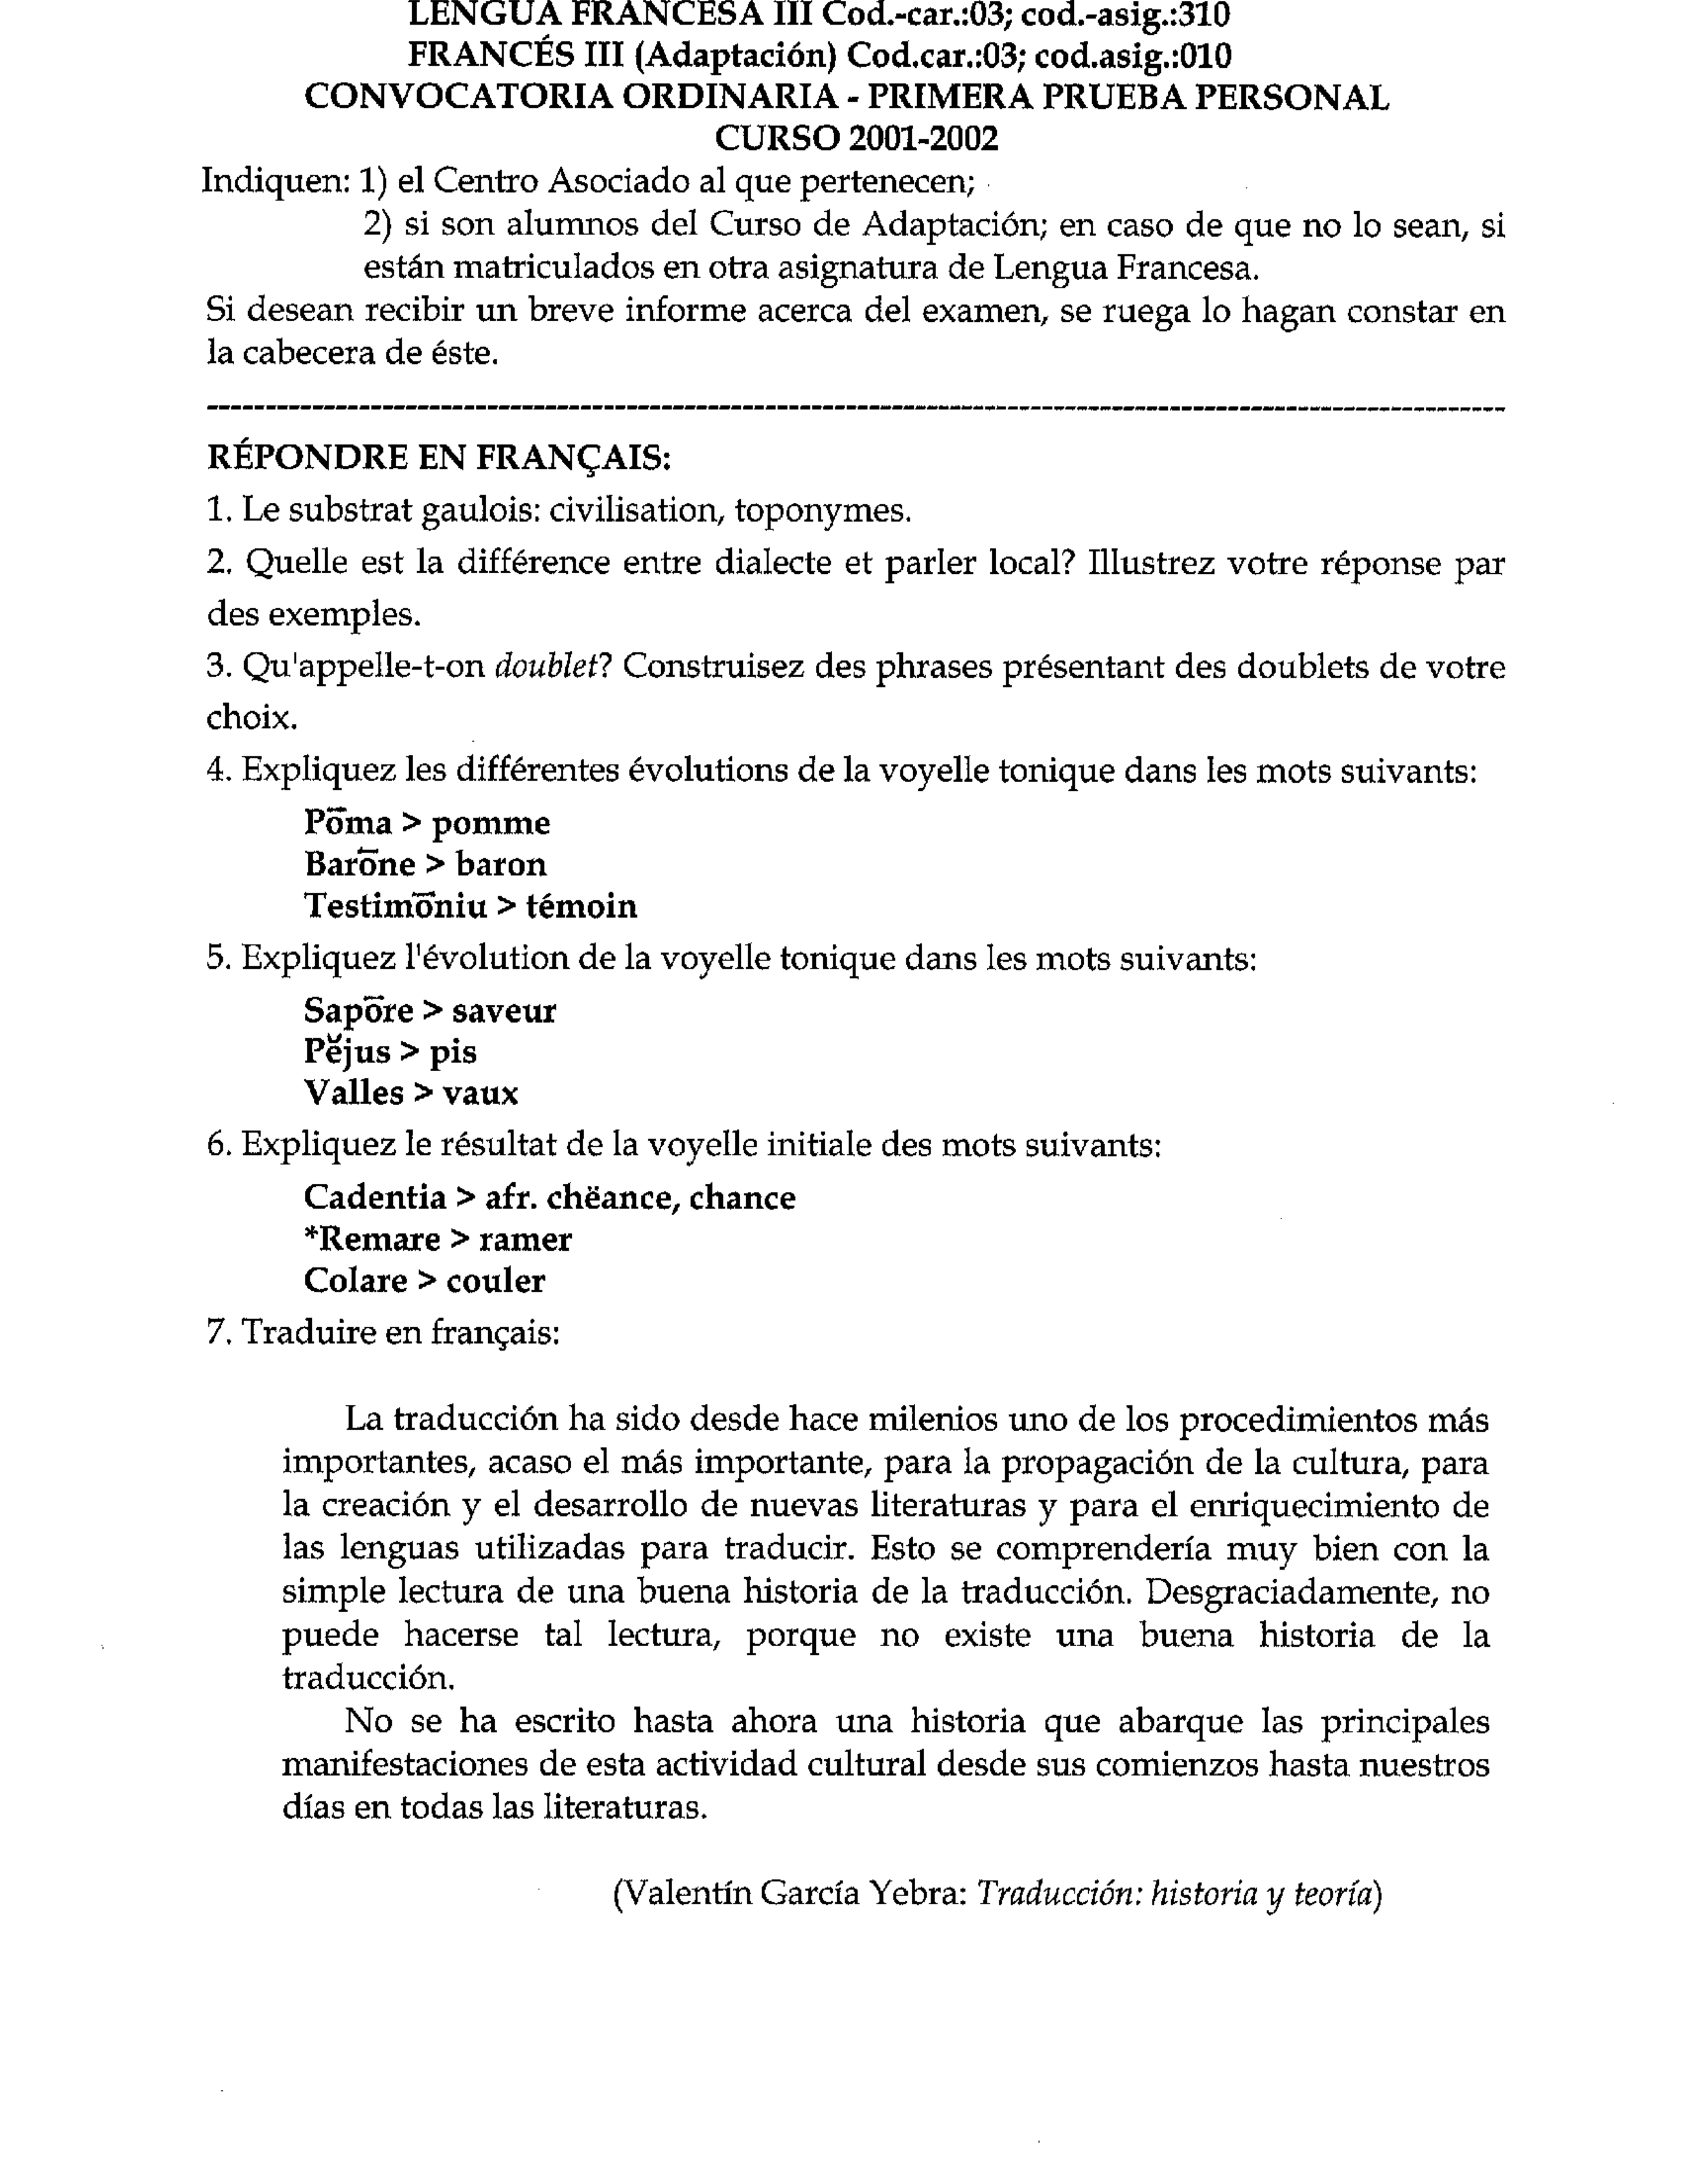 LENGUA FRANCESA III Cod.-car.:03; cod.-asig.:310
FRANCÉS III (Adaptación) Cod.car.:03; cod.asig.:010
CONVOCATORIA ORDINARIA - PRIMERA PRUEBA PERSONAL
CURSO 2001-2002
Indiquen: 1) el Centro Asociado al que pertenecen;
2) si son alumnos del Curso de Adaptación; en caso de que no lo sean, si
están matriculados en otra asignatura de Lengua Francesa.
Si desean recibir un breve informe acerca del examen, se ruega lo hagan constar en
la cabecera de éste.
RÉPONDRE EN FRANÇAIS:
1. Le substrat gaulois: civilisation, toponymes.
2. Quelle est la différence entre dialecte et parler local? Illustrez votre réponse par
des exemples.
3. Qu'appelle-t-on doublet? Construisez des phrases présentant des doublets de votre
choix.
4. Expliquez les différentes évolutions de la voyelle tonique dans les mots suivants:
Pōma > pomme
Barōne > baron
Testimōniu > témoin
5. Expliquez l'évolution de la voyelle tonique dans les mots suivants:
Sapōre > saveur
Pĕjus > pis
Valles > vaux
6. Expliquez le résultat de la voyelle initiale des mots suivants:
Cadentia > afr. chëance, chance
*Remare > ramer
Colare > couler
7. Traduire en français:
La traducción ha sido desde hace milenios uno de los procedimientos más
importantes, acaso el más importante, para la propagación de la cultura, para
la creación y el desarrollo de nuevas literaturas y para el enriquecimiento de
las lenguas utilizadas para traducir. Esto se comprendería muy bien con la
simple lectura de una buena historia de la traducción. Desgraciadamente, no
puede hacerse tal lectura, porque no existe una buena historia de la
traducción.
No se ha escrito hasta ahora una historia que abarque las principales
manifestaciones de esta actividad cultural desde sus comienzos hasta nuestros
días en todas las literaturas.
(Valentín García Yebra: Traducción: historia y teoría)